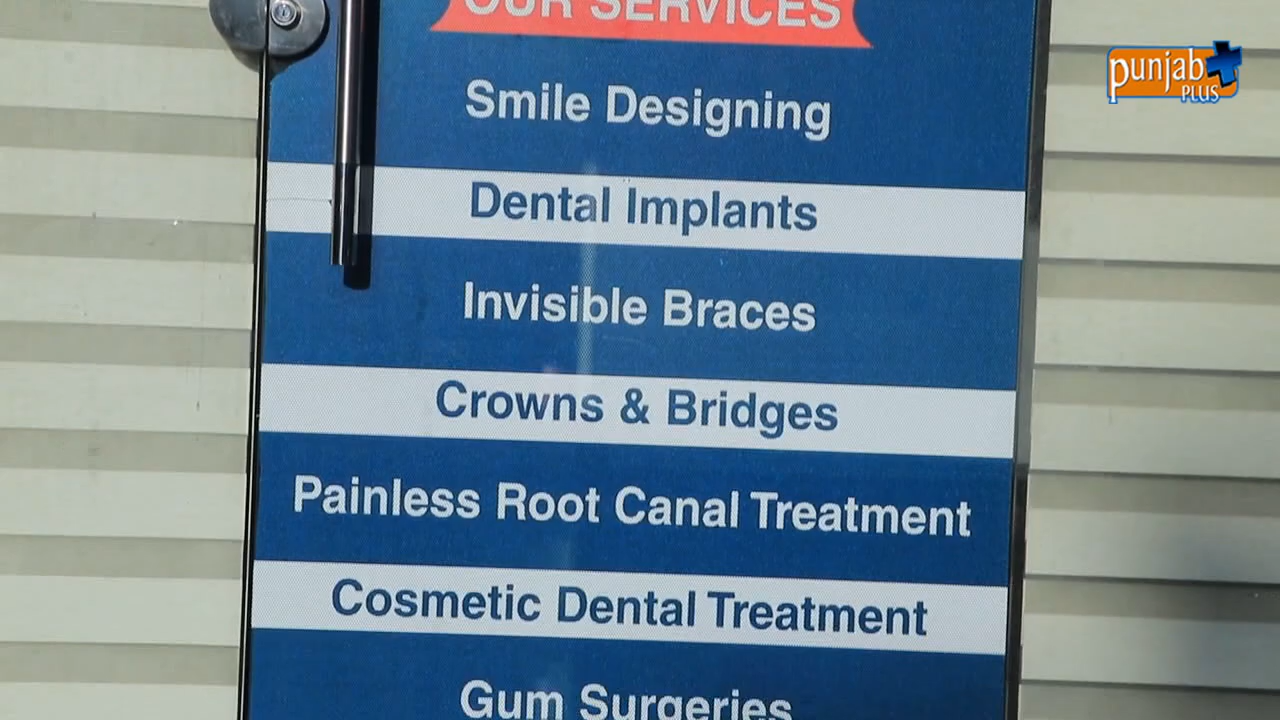 OUR SERVICES
punjab
PLUS
Smile Designing
Dental Implants
Invisible Braces
Crowns & Bridges
Painless Root Canal Treatment
Cosmetic Dental Treatment
Gum Surgeries